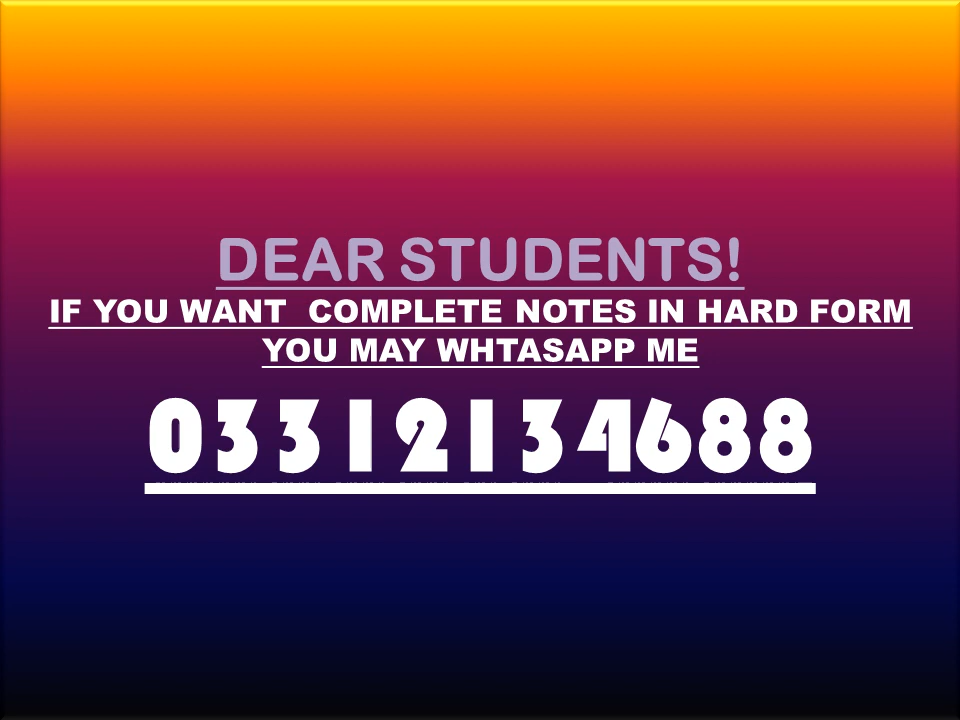 DEAR STUDENTS!
IF YOU WANT  COMPLETE NOTES IN HARD FORM
YOU MAY WHTASAPP ME
03312134688